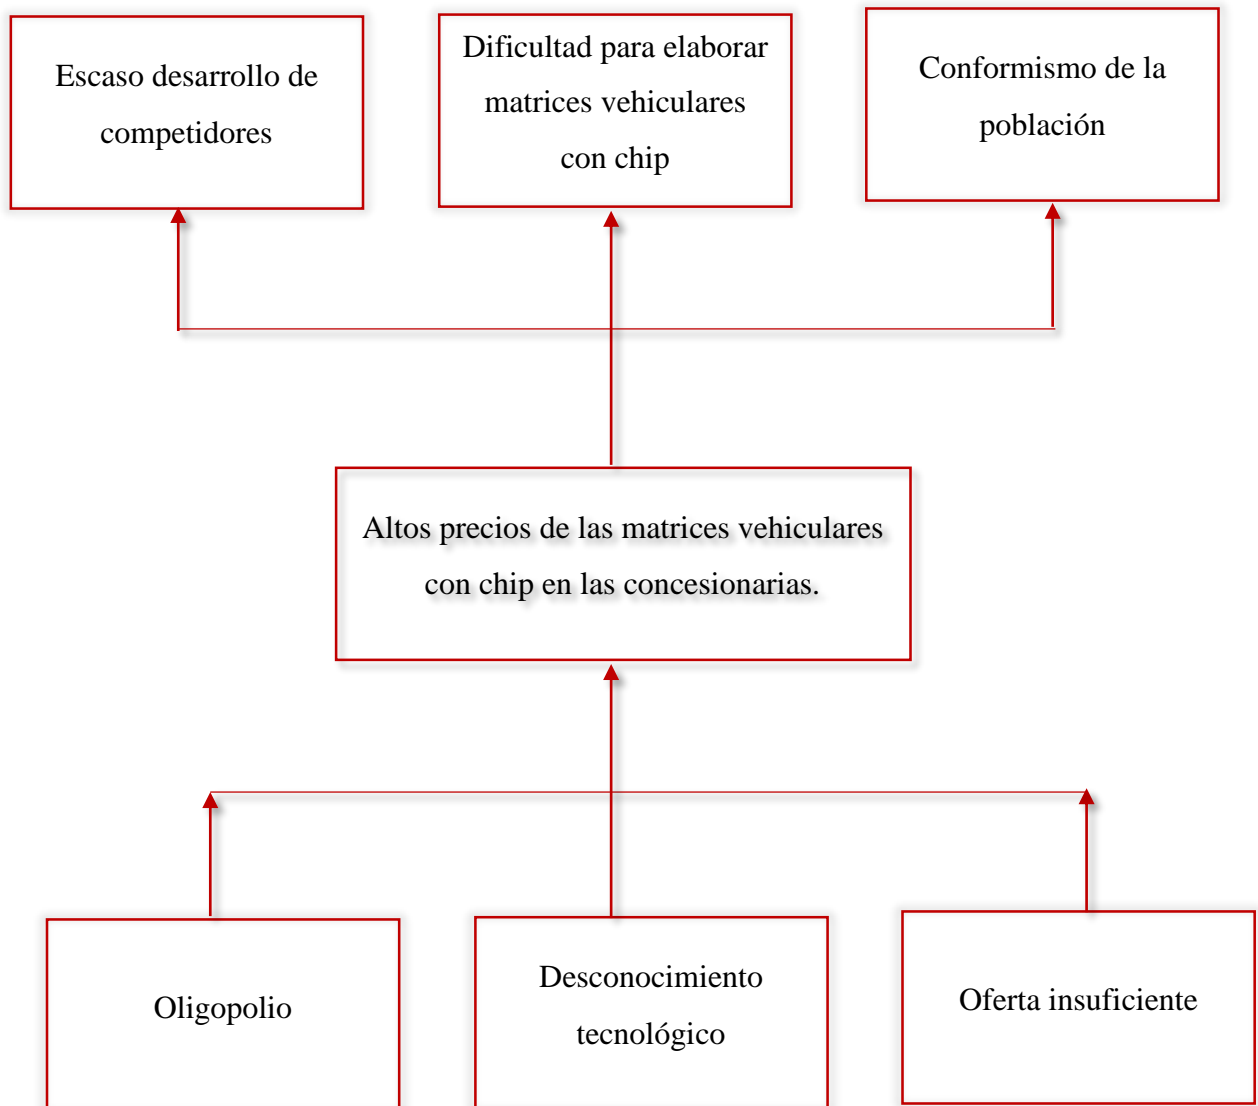 Escaso desarrollo de
competidores
Dificultad para elaborar
matrices vehiculares
con chip
Conformismo de la
población
Altos precios de las matrices vehiculares
con chip en las concesionarias.
Oligopolio
Desconocimiento
tecnológico
Oferta insuficiente